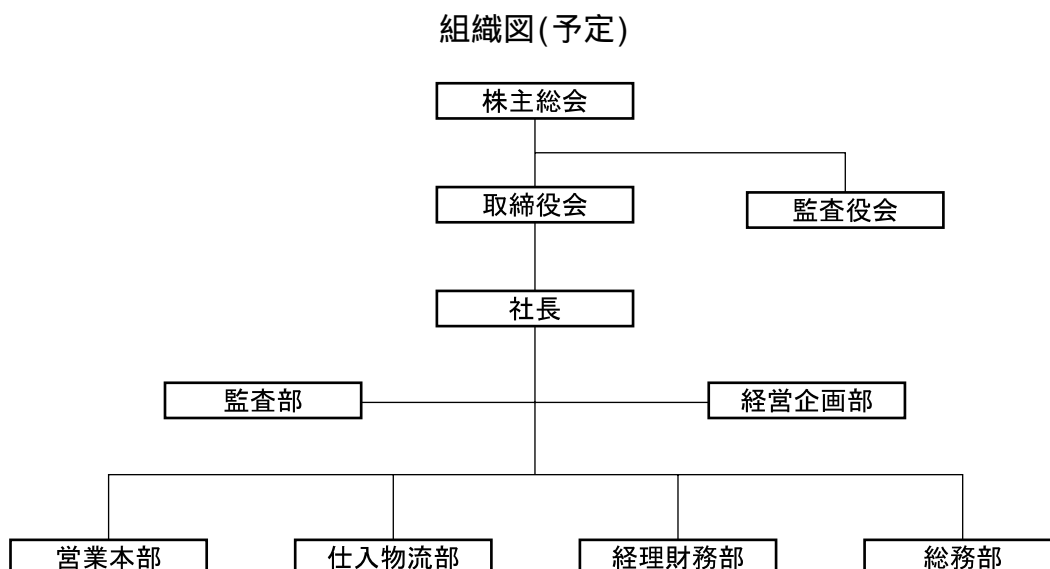 組織図(予定)
株主総会
取締役会
監査役会
社長
監査部
経営企画部
営業本部
仕入物流部
経理財務部
総務部